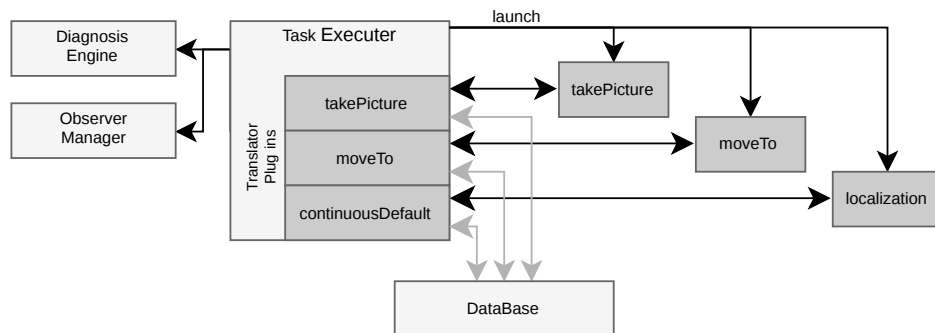 launch
Diagnosis
Engine
Task Executer
Observer
Manager
Translator
Plug ins
takePicture
moveTo
continuousDefault
takePicture
moveTo
localization
DataBase